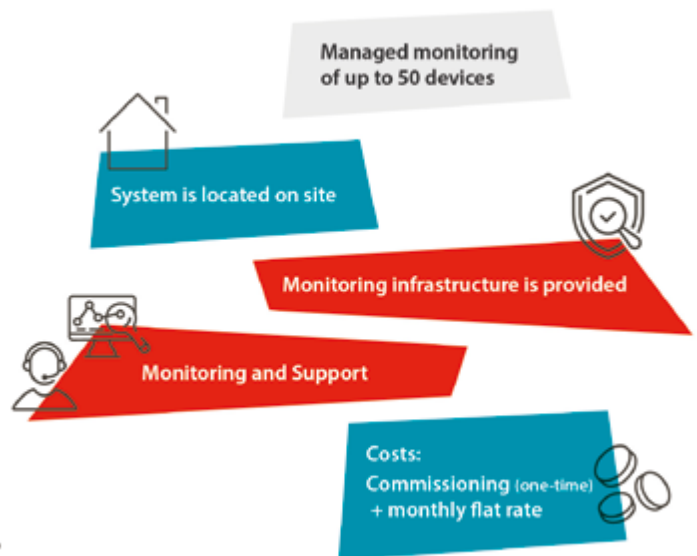 Managed monitoring
of up to 50 devices
System is located on site
Monitoring infrastructure is provided
Monitoring and Support
Costs:
Commissioning (one-time)
+ monthly flat rate